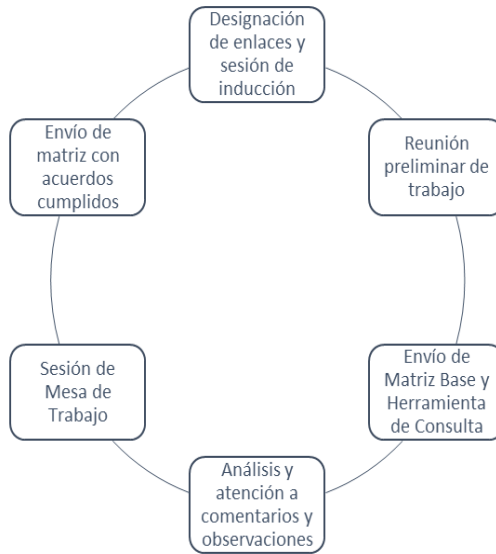 Designación
de enlaces y
sesión de
inducción
Reunión
preliminar de
trabajo
Envío de
Matriz Base y
Herramienta
de Consulta
Análisis y
atención a
comentarios y
observaciones
Sesión de
Mesa de
Trabajo
Envío de
matriz con
acuerdos
cumplidos